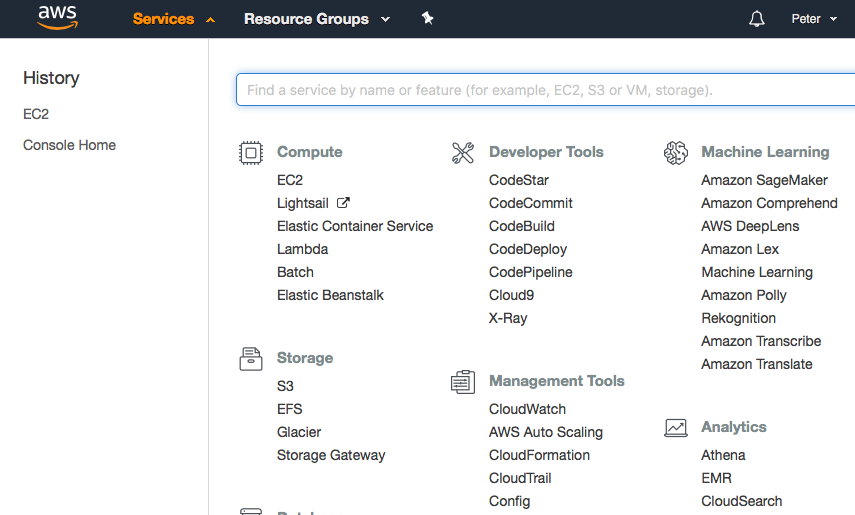 aws
Services
Resource Groups
Peter
History
EC2
Console Home
Find a service by name or feature (for example, EC2, S3 or VM, storage).
Compute
EC2
Lightsail
Elastic Container Service
Lambda
Batch
Elastic Beanstalk
Storage
S3
EFS
Glacier
Storage Gateway
Developer Tools
CodeStar
CodeCommit
CodeBuild
CodeDeploy
CodePipeline
Cloud9
X-Ray
Management Tools
CloudWatch
AWS Auto Scaling
CloudFormation
CloudTrail
Config
Machine Learning
Amazon SageMaker
Amazon Comprehend
AWS DeepLens
Amazon Lex
Machine Learning
Amazon Polly
Rekognition
Amazon Transcribe
Amazon Translate
Analytics
Athena
EMR
CloudSearch